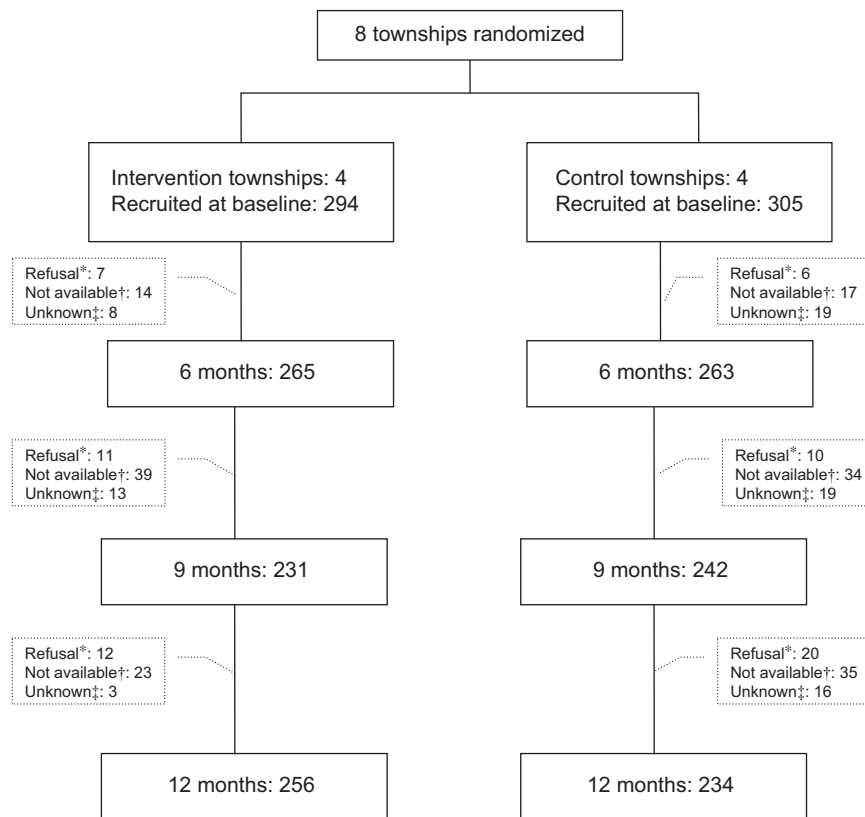 8 townships randomized
Intervention townships: 4
Recruited at baseline: 294
Control townships: 4
Recruited at baseline: 305
Refusal*: 7
Not available†: 14
Unknown‡: 8
Refusal*: 6
Not available†: 17
Unknown‡: 19
6 months: 265
6 months: 263
Refusal*: 11
Not available†: 39
Unknown‡: 13
Refusal*: 10
Not available†: 34
Unknown‡: 19
9 months: 231
9 months: 242
Refusal*: 12
Not available†: 23
Unknown‡: 3
Refusal*: 20
Not available†: 35
Unknown‡: 16
12 months: 256
12 months: 234